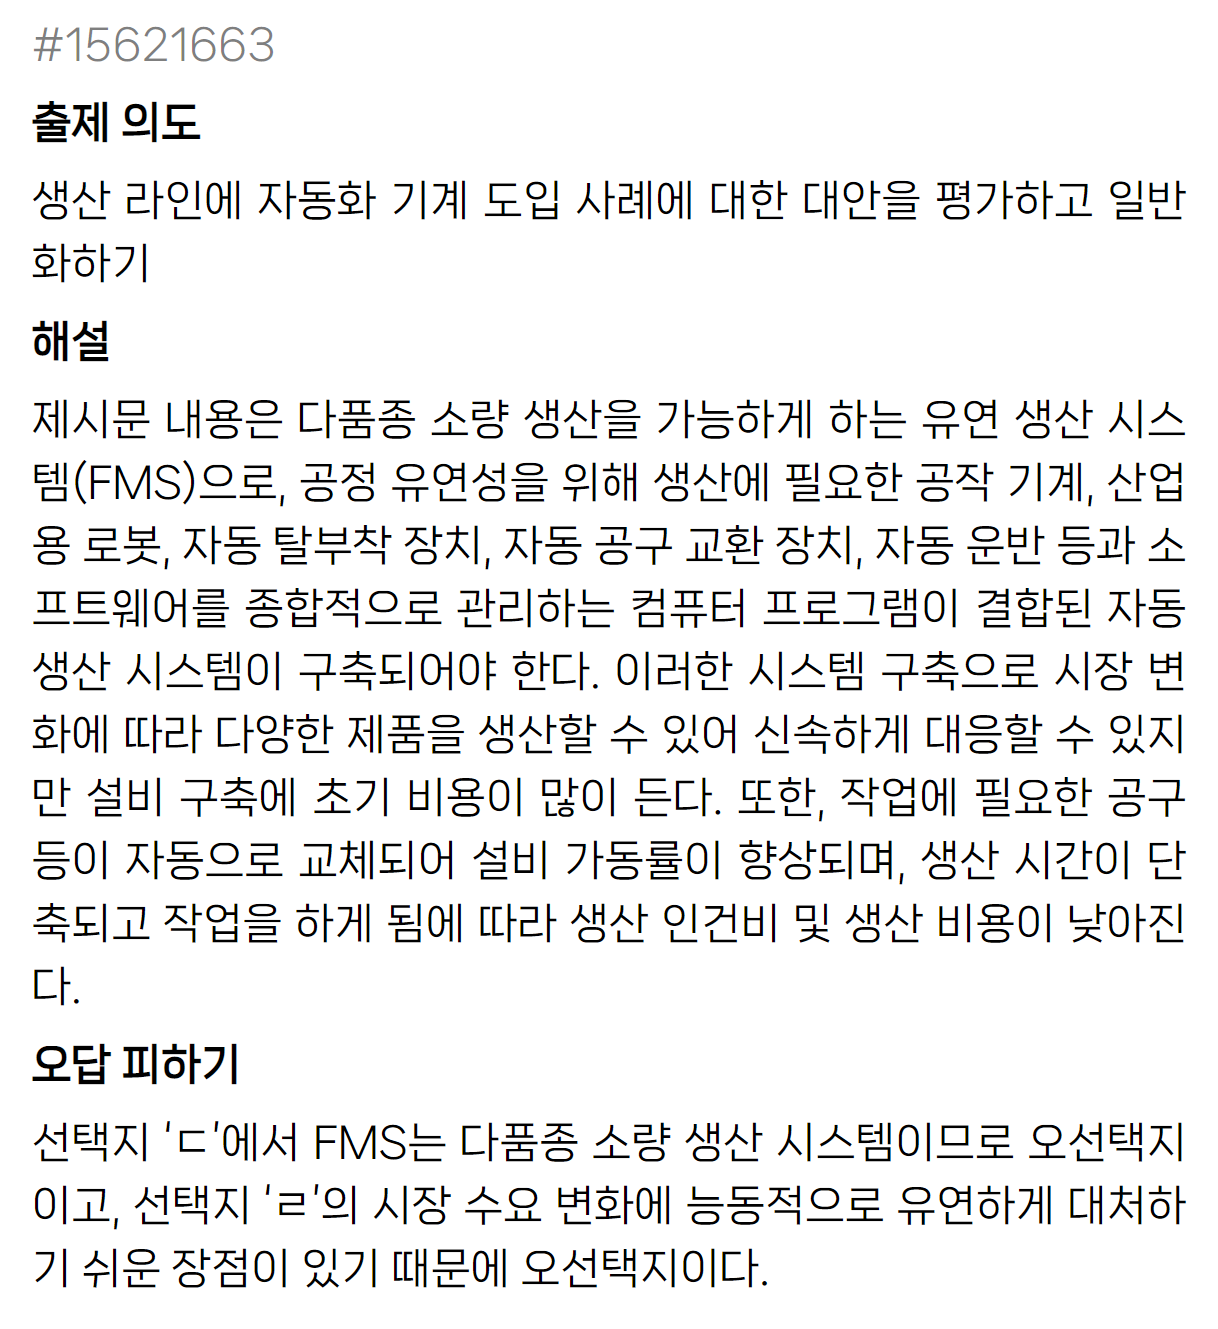 #15621663
출제 의도
생산 라인에 자동화 기계 도입 사례에 대한 대안을 평가하고 일반
화하기
해설
제시문 내용은 다품종 소량 생산을 가능하게 하는 유연 생산 시스
템(FMS)으로, 공정 유연성을 위해 생산에 필요한 공작 기계, 산업
용 로봇, 자동 탈부착 장치, 자동 공구 교환 장치, 자동 운반 등과 소
프트웨어를 종합적으로 관리하는 컴퓨터 프로그램이 결합된 자동
생산 시스템이 구축되어야 한다. 이러한 시스템 구축으로 시장 변
화에 따라 다양한 제품을 생산할 수 있어 신속하게 대응할 수 있지
만 설비 구축에 초기 비용이 많이 든다. 또한, 작업에 필요한 공구
등이 자동으로 교체되어 설비 가동률이 향상되며, 생산 시간이 단
축되고 작업을 하게 됨에 따라 생산 인건비 및 생산 비용이 낮아진
다.
오답 피하기
선택지 ‘ㄷ’에서 FMS는 다품종 소량 생산 시스템이므로 오선택지
이고, 선택지 ‘ㄹ’의 시장 수요 변화에 능동적으로 유연하게 대처하
기 쉬운 장점이 있기 때문에 오선택지이다.